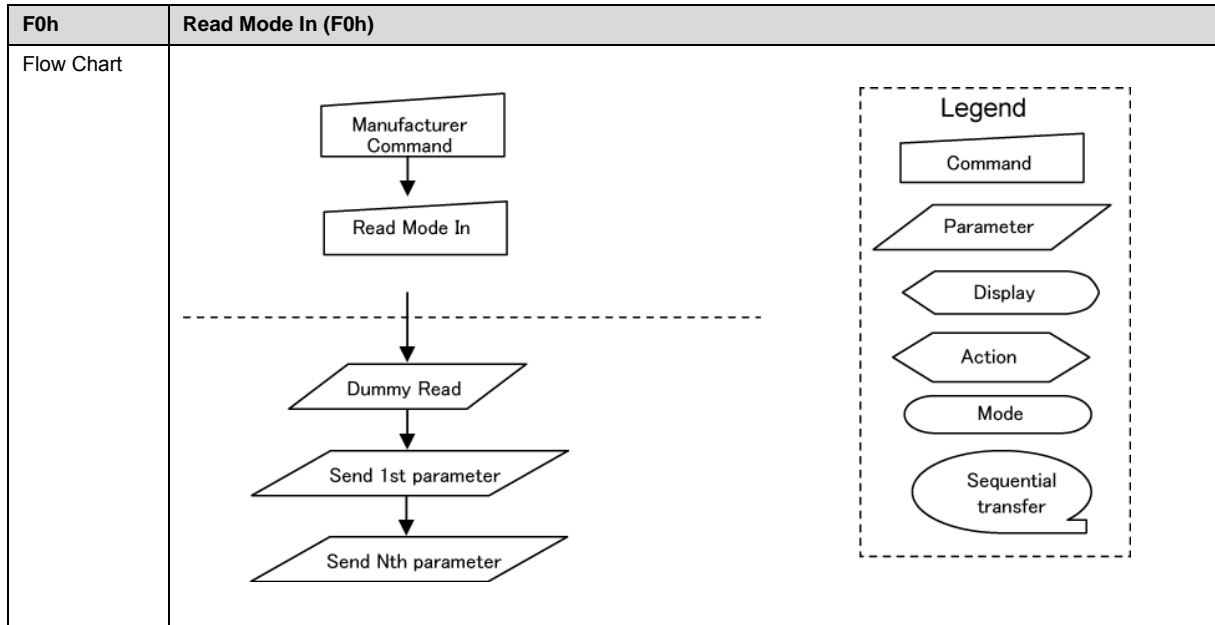 F0h Read Mode In (F0h)
Flow Chart
Manufacturer
Command
Read Mode In
Dummy Read
Send 1st parameter
Send Nth parameter
Legend
Command
Parameter
Display
Action
Mode
Sequential
transfer